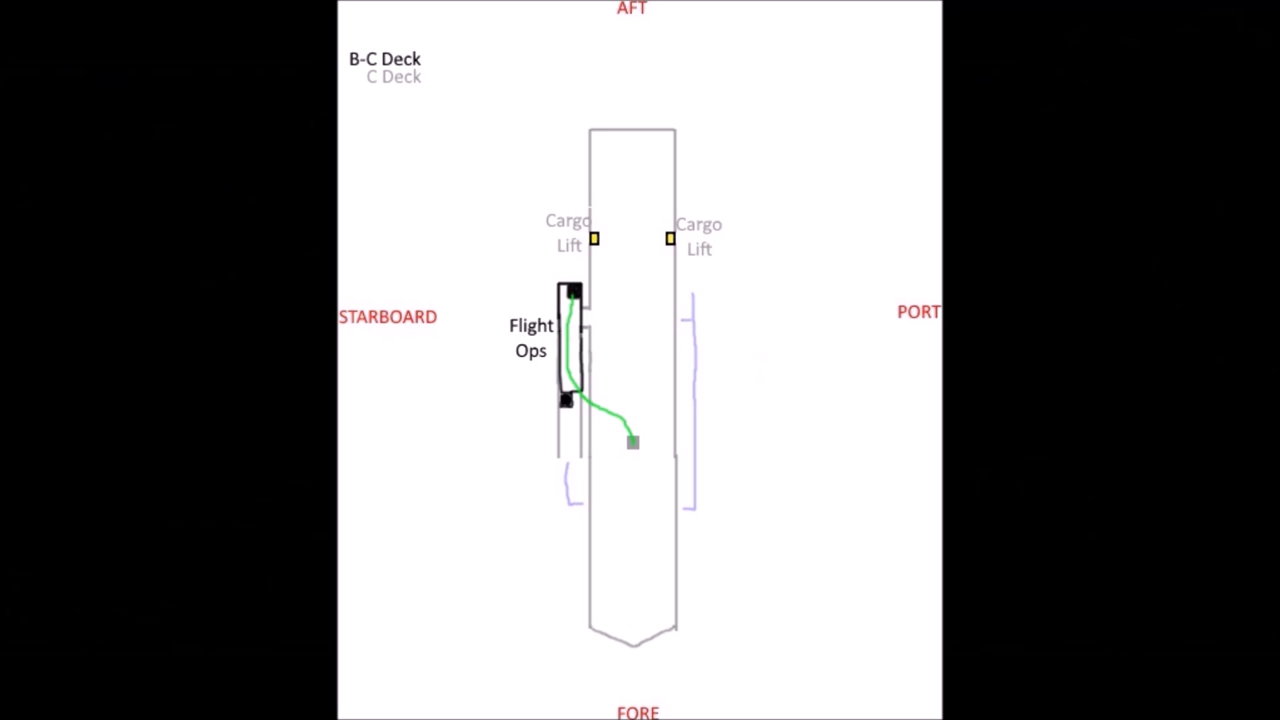 AFT
B-C Deck
C Deck
Cargo
Lift
Cargo
Lift
STARBOARD
Flight
Ops
PORT
FORE